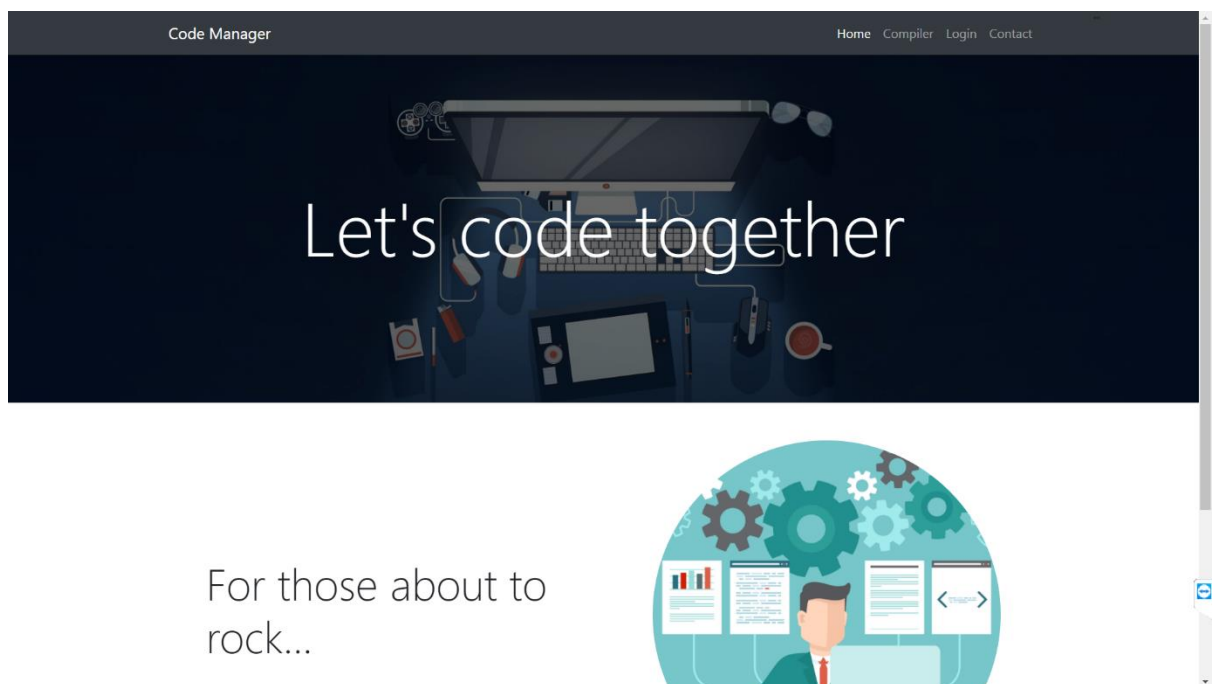 Code Manager
Home Compiler Login Contact
Let's code together
For those about to
rock...